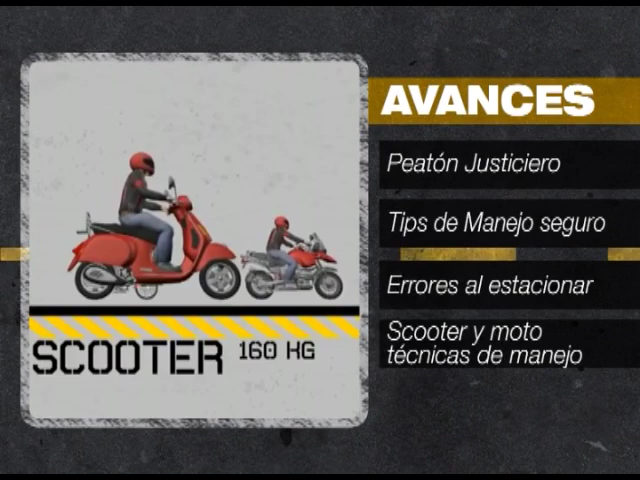 AVANCES
Peatón Justiciero
Tips de Manejo seguro
Errores al estacionar
Scooter y moto
técnicas de manejo
SCOOTER 160 HG